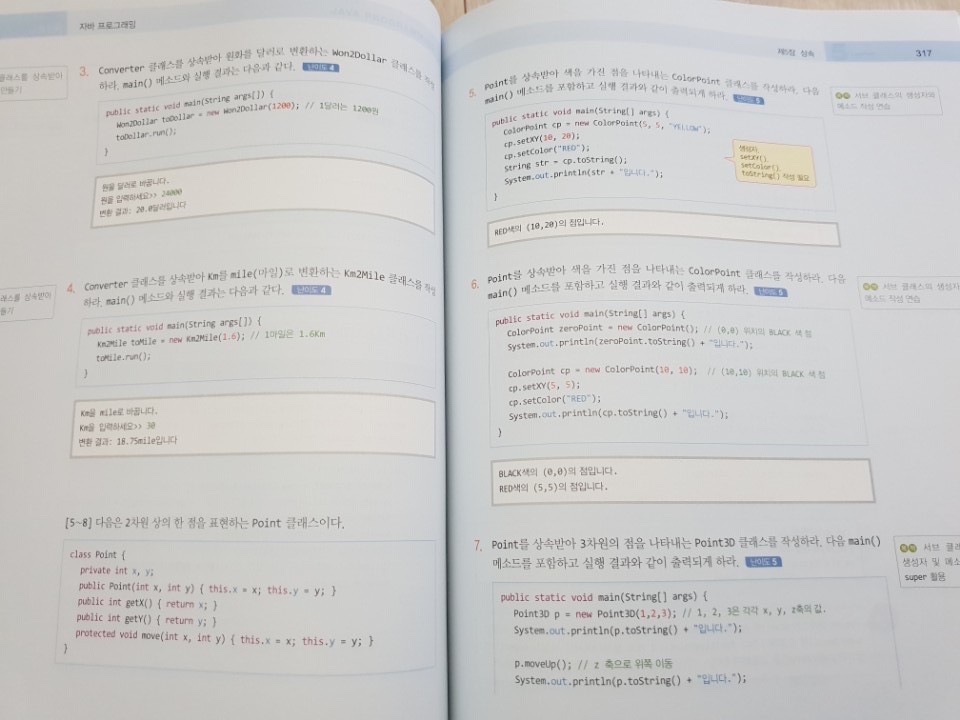 자바 프로그래밍
클래스를 상속받아
만들기
3. Converter 클래스를 상속받아 원화를 달러로 변환하는 Won2Dollar 클래스를 작성
하라. main() 메소드와 실행 결과는 다음과 같다. 난이도 4
public static void main(String args[]) {
Won2Dollar toDollar = new Won2Dollar(1200); // 1달러는 1200원
toDollar.run();
}
원을 달러로 바꿉니다.
원을 입력하세요>> 24000
변환 결과: 20.0달러입니다
래스를 상속받아
들기
4. Converter 클래스를 상속받아 Km를 mile(마일)로 변환하는 Km2Mile 클래스를 작성
하라. main() 메소드와 실행 결과는 다음과 같다. 난이도 4
public static void main(String args[]) {
Km2Mile toMile = new Km2Mile(1.6); // 1마일은 1.6Km
toMile.run();
}
Km을 mile로 바꿉니다.
Km을 입력하세요>> 30
변환 결과: 18.75mile입니다
[5~8] 다음은 2차원 상의 한 점을 표현하는 Point 클래스이다.
class Point {
private int x, y;
public Point(int x, int y) { this.x = x; this.y = y; }
public int getX() { return x; }
public int getY() { return y; }
protected void move(int x, int y) { this.x = x; this.y = y; }
}
제5장 상속 317
5. Point를 상속받아 색을 가진 점을 나타내는 ColorPoint 클래스를 작성하라. 다음
main() 메소드를 포함하고 실행 결과와 같이 출력되게 하라. 난이도 5
서브 클래스의 생성자와
메소드 작성 연습
public static void main(String[] args) {
ColorPoint cp = new ColorPoint(5, 5, "YELLOW");
cp.setXY(10, 20);
cp.setColor("RED");
String str = cp.toString();
System.out.println(str + "입니다.");
}
생성자,
setXY(),
setColor(),
toString() 작성 필요
RED색의 (10,20)의 점입니다.
6. Point를 상속받아 색을 가진 점을 나타내는 ColorPoint 클래스를 작성하라. 다음
main() 메소드를 포함하고 실행 결과와 같이 출력되게 하라. 난이도 5
서브 클래스의 생성자
메소드 작성 연습
public static void main(String[] args) {
ColorPoint zeroPoint = new ColorPoint(); // (0,0) 위치의 BLACK 색 점
System.out.println(zeroPoint.toString() + "입니다.");
ColorPoint cp = new ColorPoint(10, 10); // (10,10) 위치의 BLACK 색 점
cp.setXY(5, 5);
cp.setColor("RED");
System.out.println(cp.toString() + "입니다.");
}
BLACK색의 (0,0)의 점입니다.
RED색의 (5,5)의 점입니다.
7. Point를 상속받아 3차원의 점을 나타내는 Point3D 클래스를 작성하라. 다음 main()
메소드를 포함하고 실행 결과와 같이 출력되게 하라. 난이도 5
서브 클래
생성자 및 메소
super 활용
public static void main(String[] args) {
Point3D p = new Point3D(1,2,3); // 1, 2, 3은 각각 x, y, z축의 값.
System.out.println(p.toString() + "입니다.");
p.moveUp(); // z 축으로 위쪽 이동
System.out.println(p.toString() + "입니다.");